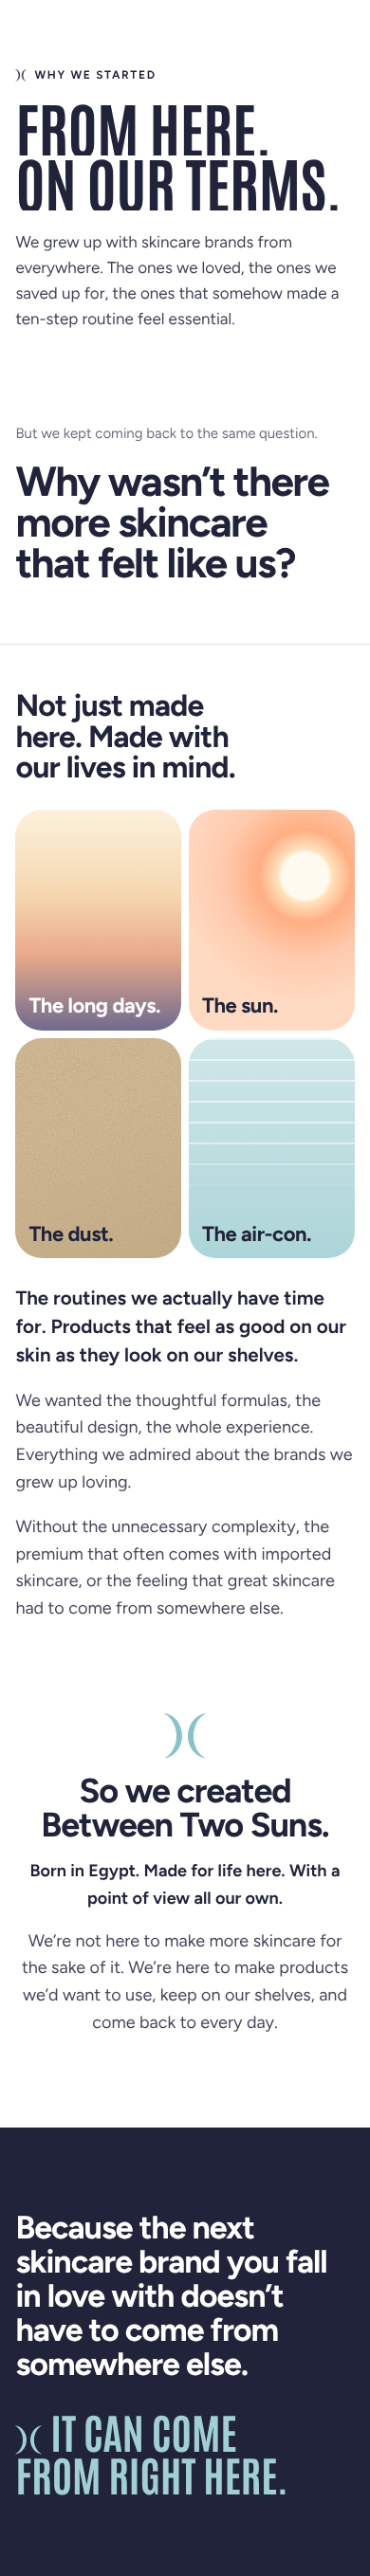 WHY WE STARTED
FROM HERE.
ON OUR TERMS.
We grew up with skincare brands from
everywhere. The ones we loved, the ones we
saved up for, the ones that somehow made a
ten-step routine feel essential.
But we kept coming back to the same question.
Why wasn’t there
more skincare
that felt like us?
Not just made
here. Made with
our lives in mind.
The long days.
The sun.
The dust.
The air-con.
The routines we actually have time
for. Products that feel as good on our
skin as they look on our shelves.
We wanted the thoughtful formulas, the
beautiful design, the whole experience.
Everything we admired about the brands we
grew up loving.
Without the unnecessary complexity, the
premium that often comes with imported
skincare, or the feeling that great skincare
had to come from somewhere else.
So we created
Between Two Suns.
Born in Egypt. Made for life here. With a
point of view all our own.
We’re not here to make more skincare for
the sake of it. We’re here to make products
we’d want to use, keep on our shelves, and
come back to every day.
Because the next
skincare brand you fall
in love with doesn’t
have to come from
somewhere else.
IT CAN COME
FROM RIGHT HERE.